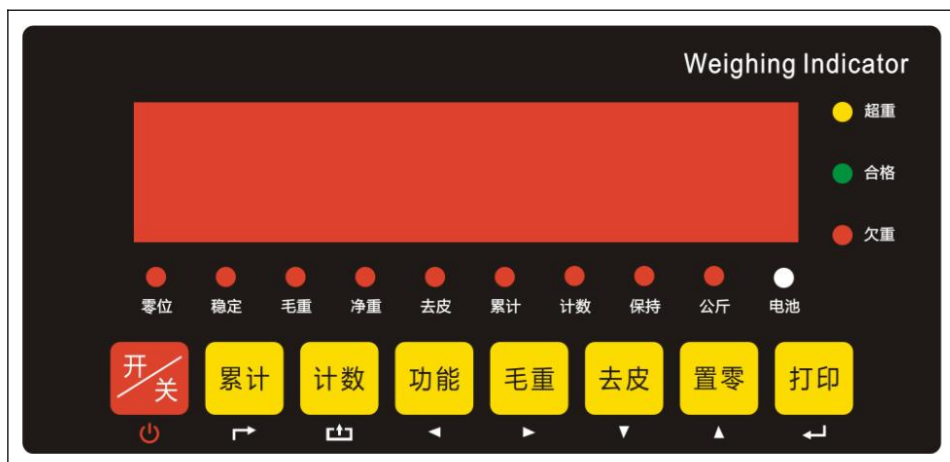 Weighing Indicator
超重
合格
欠重
零位 稳定 毛重 净重 去皮 累计 计数 保持 公斤 电池
开/关 累计 计数 功能 毛重 去皮 置零 打印